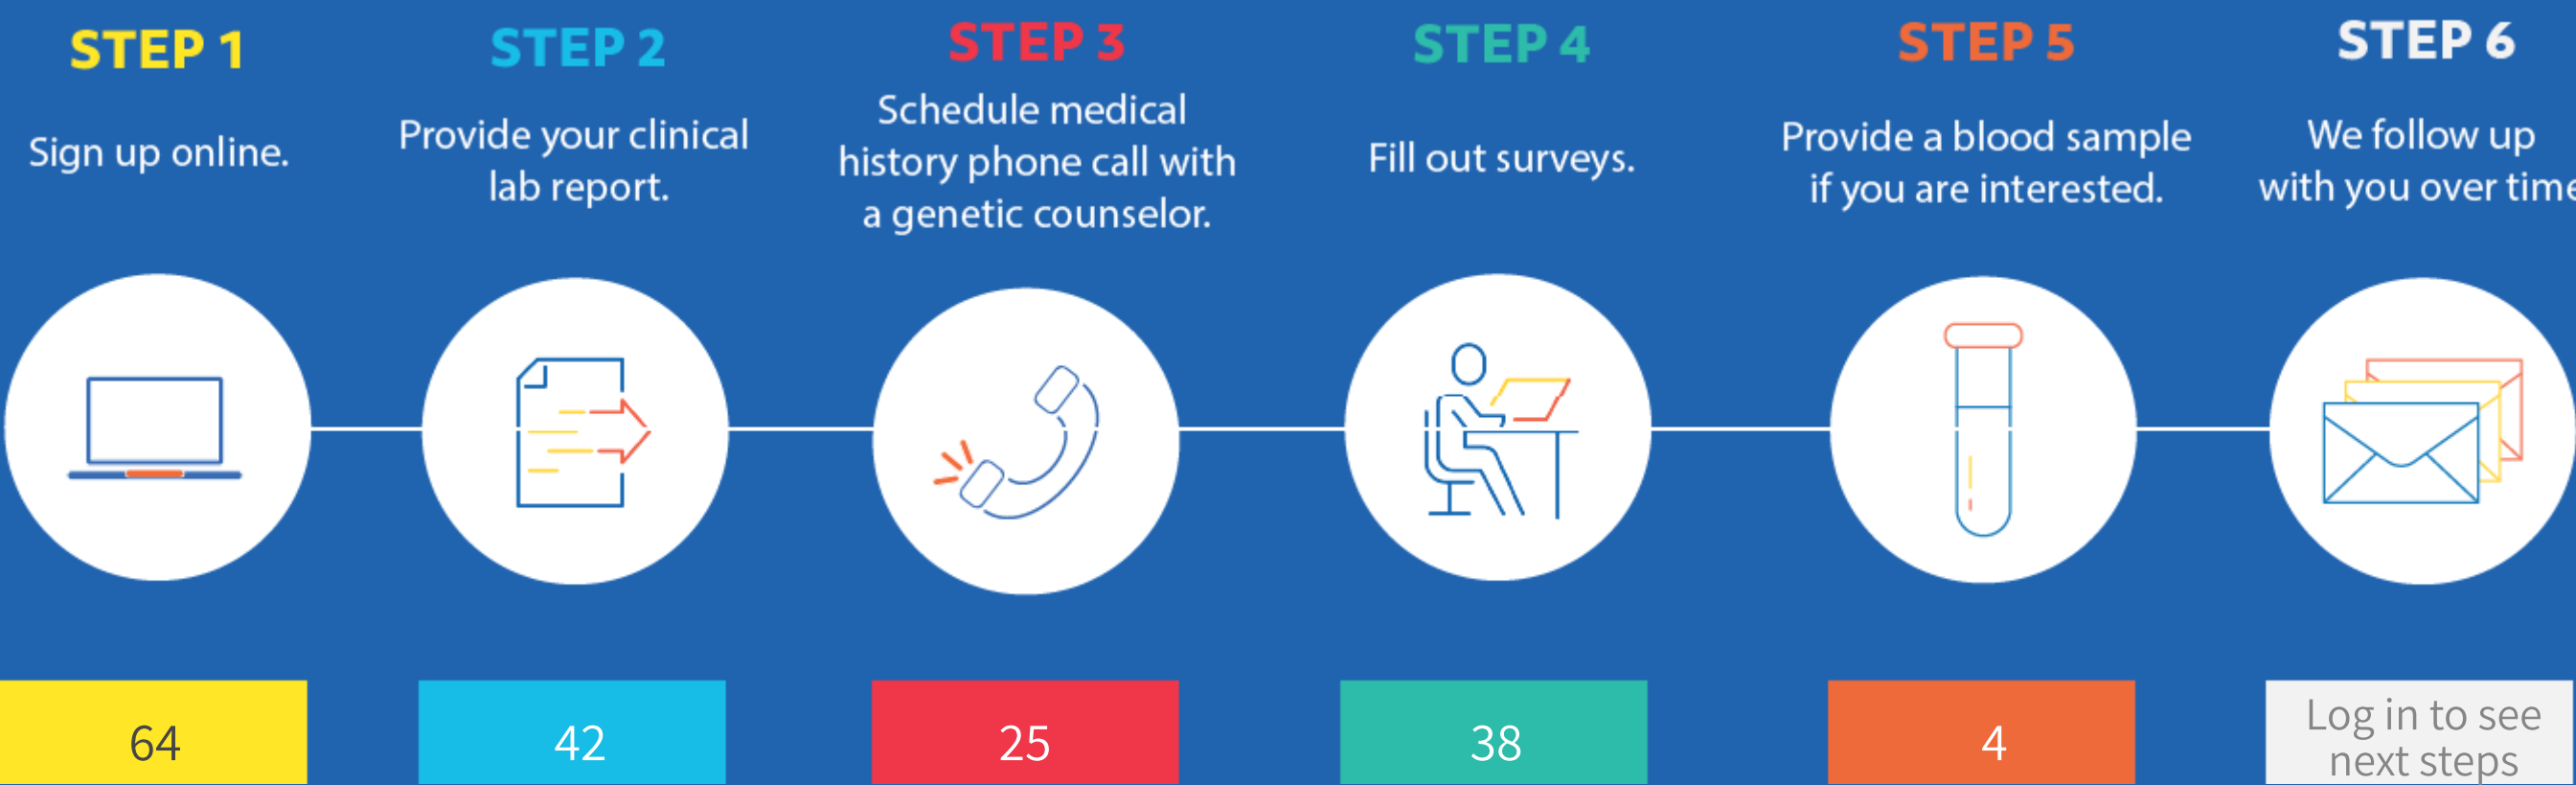 STEP 1
Sign up online.
64
STEP 2
Provide your clinical
lab report.
42
STEP 3
Schedule medical
history phone call with
a genetic counselor.
25
STEP 4
Fill out surveys.
38
STEP 5
Provide a blood sample
if you are interested.
4
STEP 6
We follow up
with you over time
Log in to see
next steps